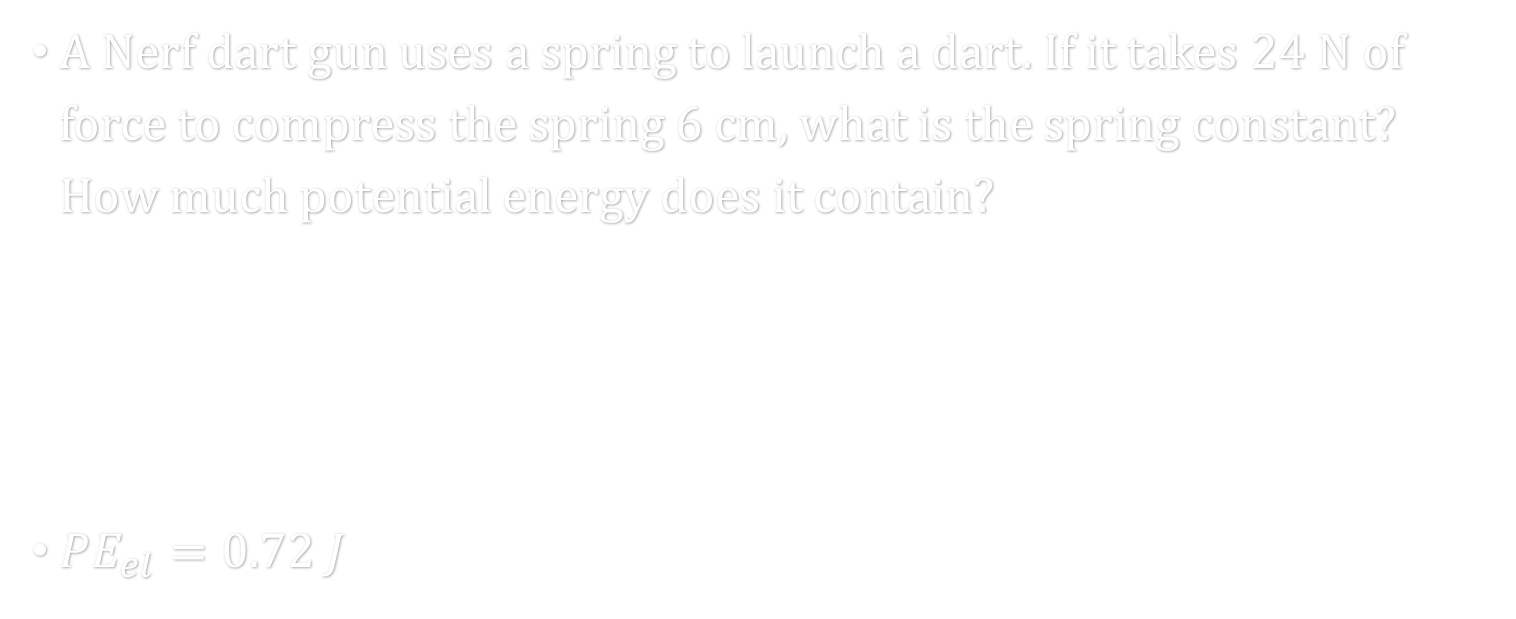 • A Nerf dart gun uses a spring to launch a dart. If it takes 24 N of
force to compress the spring 6 cm, what is the spring constant?
How much potential energy does it contain?
• PEₑₗ = 0.72 J